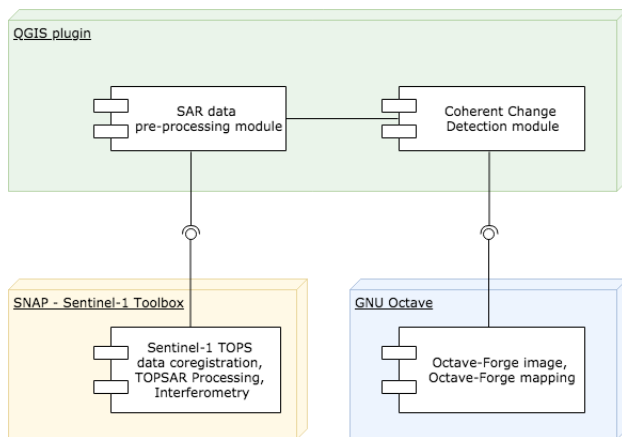 QGIS plugin
SAR data
pre-processing module
Coherent Change
Detection module
SNAP - Sentinel-1 Toolbox
Sentinel-1 TOPS
data coregistration,
TOPSAR Processing,
Interferometry
GNU Octave
Octave-Forge image,
Octave-Forge mapping